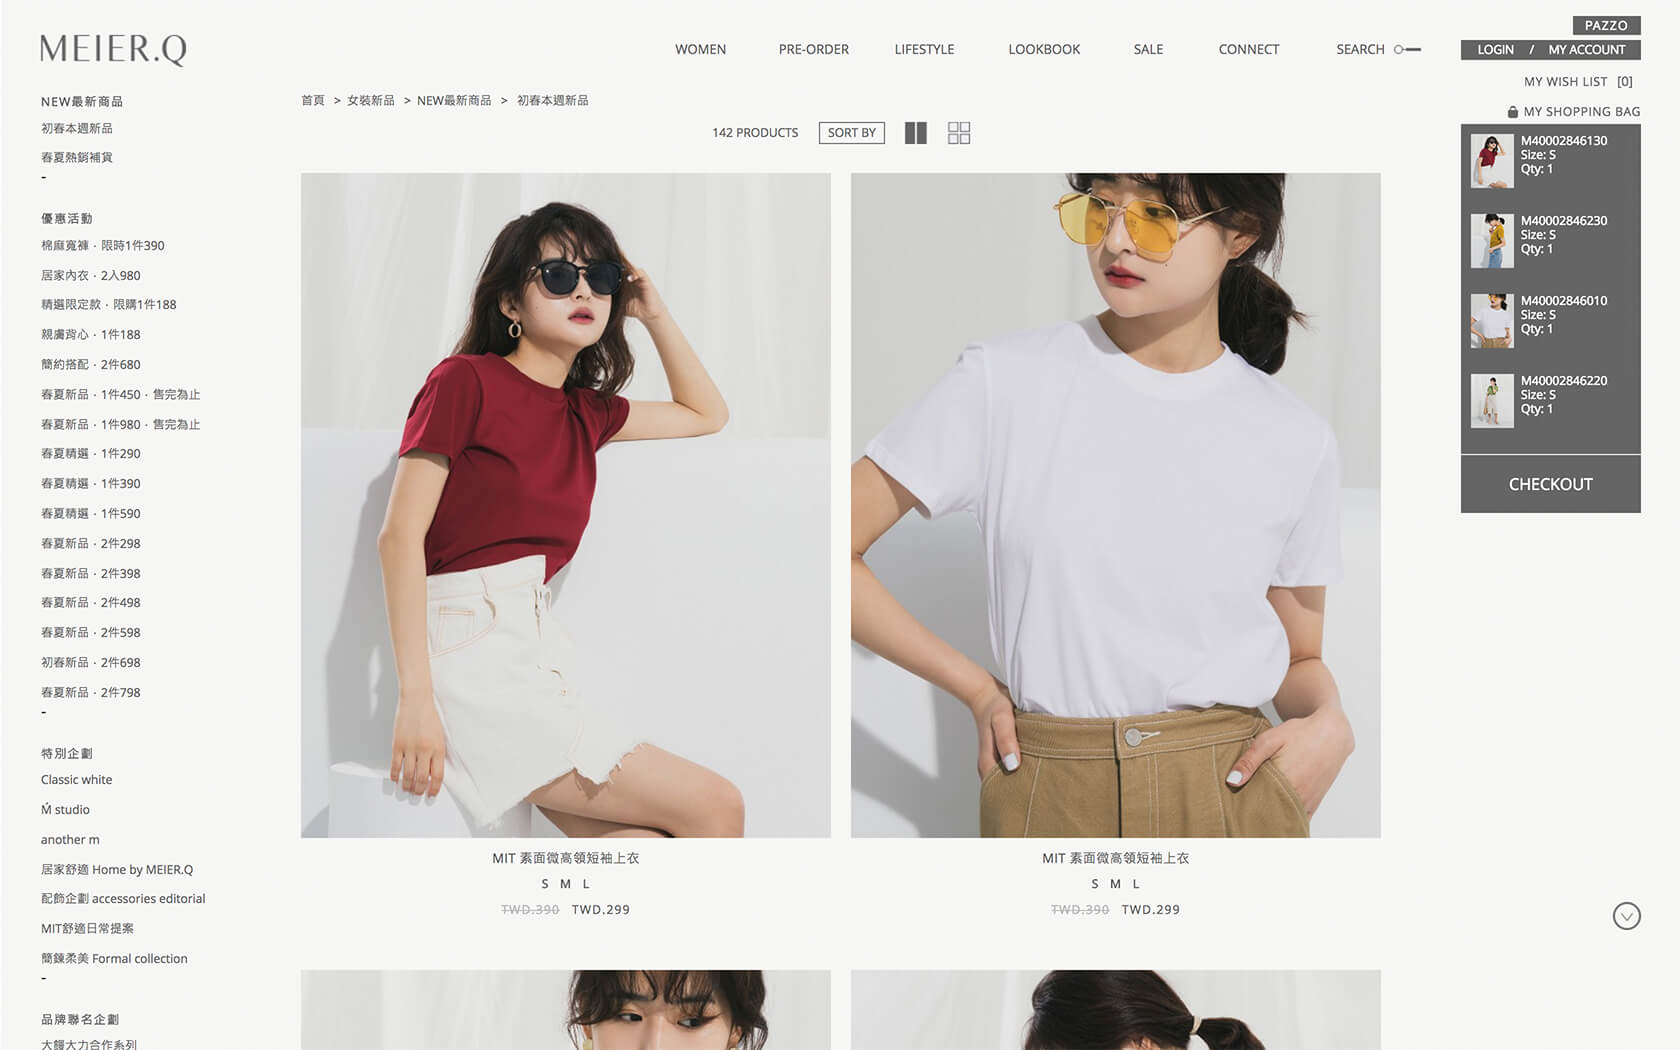 PAZZO
MEIER.Q
WOMEN
PRE-ORDER
LIFESTYLE
LOOKBOOK
SALE
CONNECT
SEARCH
LOGIN / MY ACCOUNT
MY WISH LIST [0]
MY SHOPPING BAG
NEW最新商品
初春本週新品
春夏熱銷補貨
-
優惠活動
棉麻寬褲 · 限時1件390
居家內衣 · 2入980
精選限定款 · 限購1件188
親膚背心 · 1件188
簡約搭配 · 2件680
春夏新品 · 1件450 · 售完為止
春夏新品 · 1件980 · 售完為止
春夏精選 · 1件290
春夏精選 · 1件390
春夏精選 · 1件590
春夏新品 · 2件298
春夏新品 · 2件398
春夏新品 · 2件498
春夏新品 · 2件598
初春新品 · 2件698
春夏新品 · 2件798
-
特別企劃
Classic white
Ḿ studio
another m
居家舒適 Home by MEIER.Q
配飾企劃 accessories editorial
MIT舒適日常提案
簡鍊柔美 Formal collection
-
品牌聯名企劃
大饅大力合作系列
首頁 > 女裝新品 > NEW最新商品 > 初春本週新品
142 PRODUCTS
SORT BY
MIT 素面微高領短袖上衣
S M L
TWD.390 TWD.299
MIT 素面微高領短袖上衣
S M L
TWD.390 TWD.299
M40002846130
Size: S
Qty: 1
M40002846230
Size: S
Qty: 1
M40002846010
Size: S
Qty: 1
M40002846220
Size: S
Qty: 1
CHECKOUT